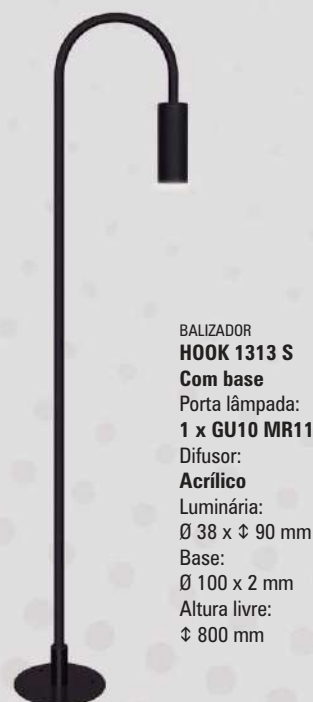 BALIZADOR
HOOK 1313 S
Com base
Porta lâmpada:
1 x GU10 MR11
Difusor:
Acrílico
Luminária:
Ø 38 x ⇕ 90 mm
Base:
Ø 100 x 2 mm
Altura livre:
⇕ 800 mm